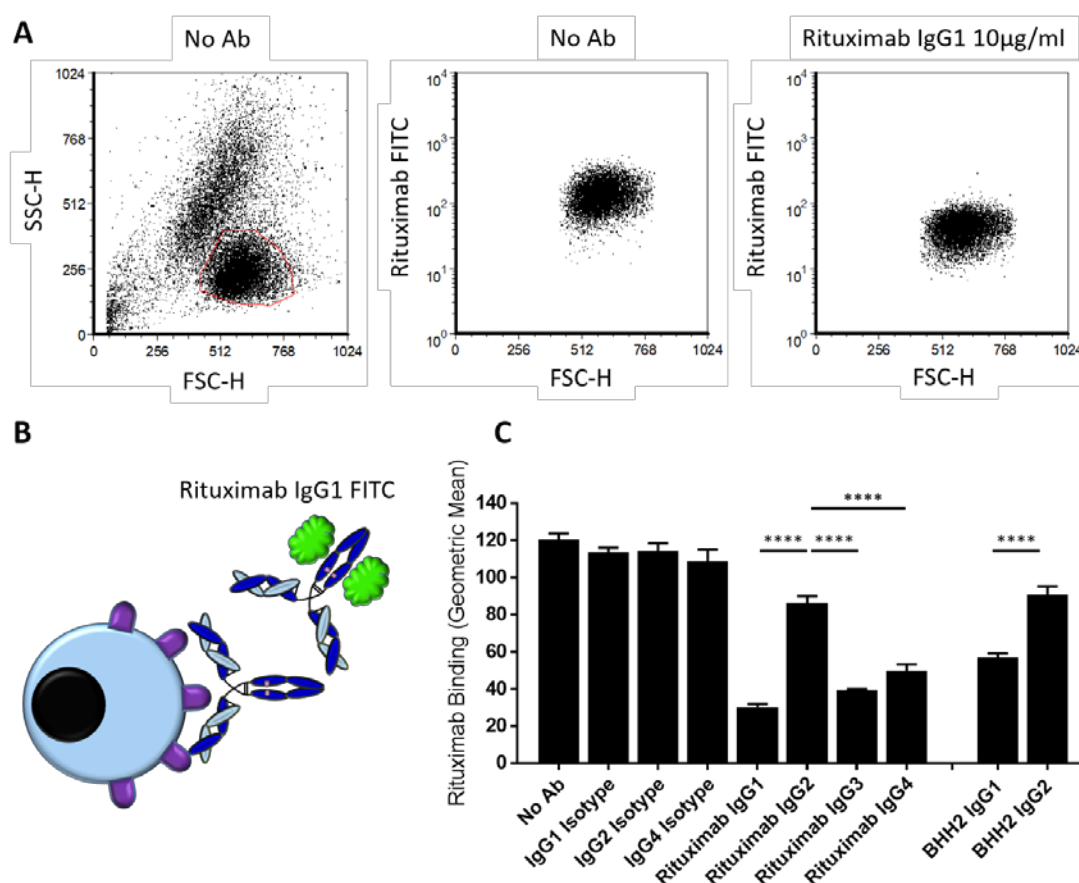 A
No Ab
No Ab
Rituximab IgG1 10µg/ml
1024
768
512
256
0
SSC-H
0 256 512 768 1024
FSC-H
10⁴
10³
10²
10¹
10⁰
Rituximab FITC
0 256 512 768 1024
FSC-H
10⁴
10³
10²
10¹
10⁰
Rituximab FITC
0 256 512 768 1024
FSC-H
B
Rituximab IgG1 FITC
C
Rituximab Binding (Geometric Mean)
140
120
100
80
60
40
20
0
****
**** ****
****
No Ab
IgG1 Isotype
IgG2 Isotype
IgG4 Isotype
Rituximab IgG1
Rituximab IgG2
Rituximab IgG3
Rituximab IgG4
BHH2 IgG1
BHH2 IgG2